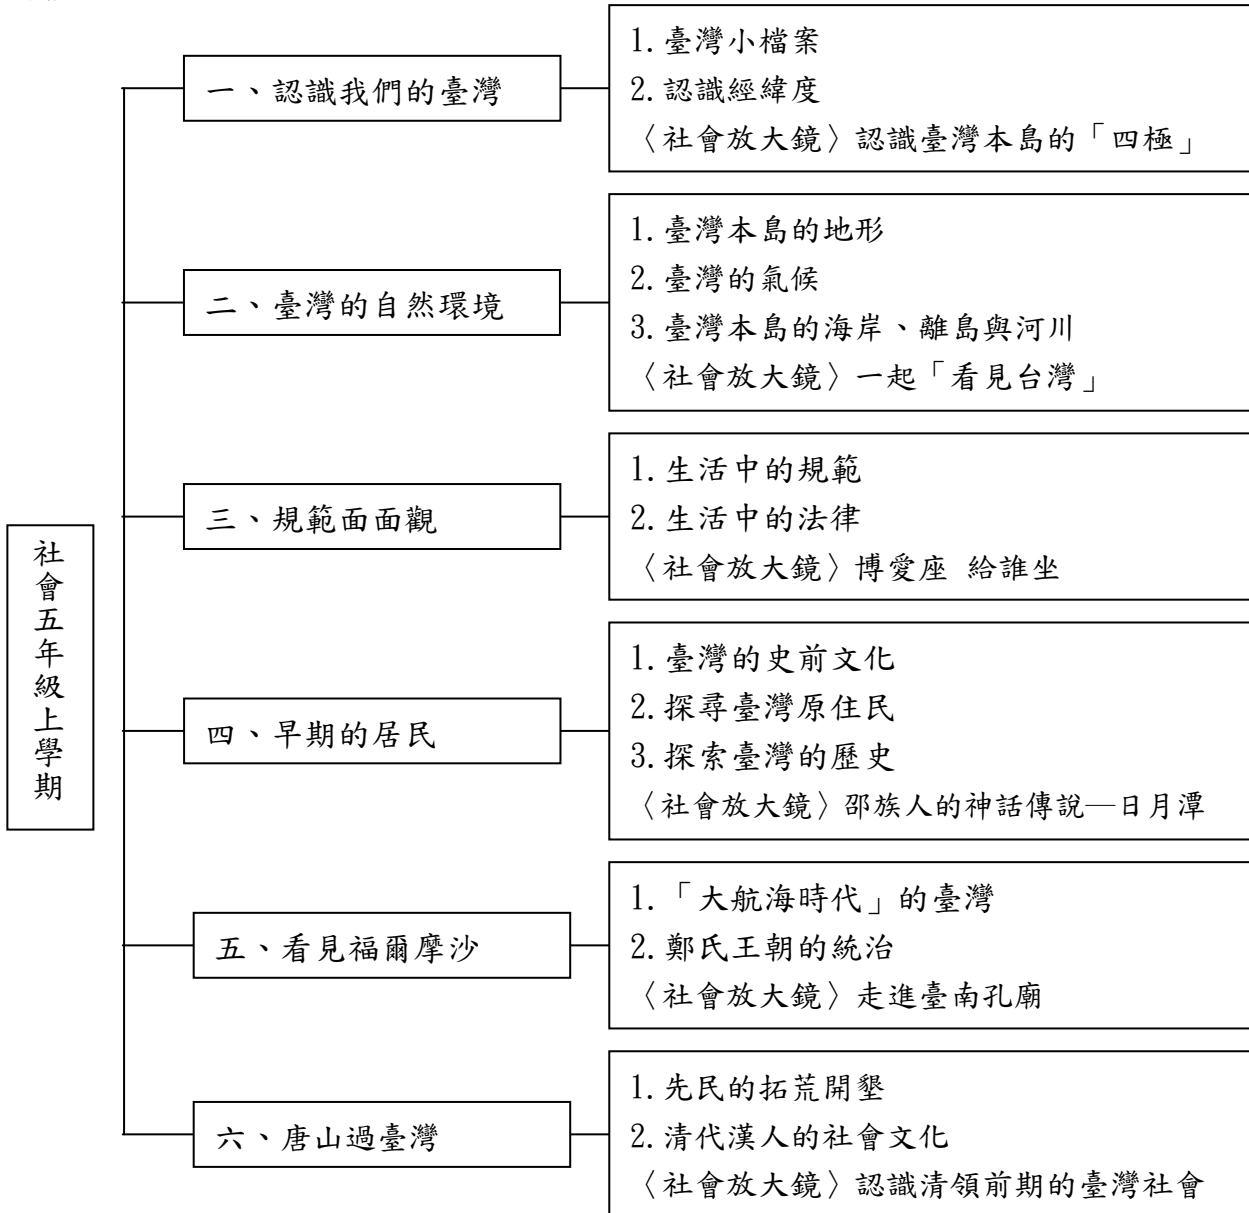 社會五年級上學期
一、認識我們的臺灣
1.臺灣小檔案
2.認識經緯度
〈社會放大鏡〉認識臺灣本島的「四極」
二、臺灣的自然環境
1.臺灣本島的地形
2.臺灣的氣候
3.臺灣本島的海岸、離島與河川
〈社會放大鏡〉一起「看見台灣」
三、規範面面觀
1.生活中的規範
2.生活中的法律
〈社會放大鏡〉博愛座 給誰坐
四、早期的居民
1.臺灣的史前文化
2.探尋臺灣原住民
3.探索臺灣的歷史
〈社會放大鏡〉邵族人的神話傳說—日月潭
五、看見福爾摩沙
1.「大航海時代」的臺灣
2.鄭氏王朝的統治
〈社會放大鏡〉走進臺南孔廟
六、唐山過臺灣
1.先民的拓荒開墾
2.清代漢人的社會文化
〈社會放大鏡〉認識清領前期的臺灣社會